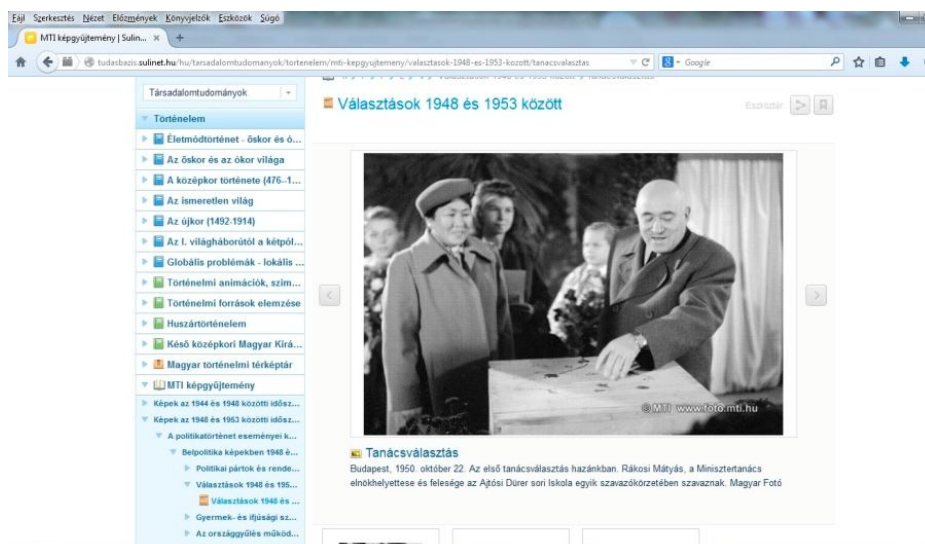 Fájl Szerkesztés Nézet Előzmények Könyvjelzők Eszközök Súgó
MTI képgyűjtemény | Sulin...
tudasbazis.sulinet.hu/hu/tarsadalomtudomanyok/tortenelem/mti-kepgyujtemeny/valasztasok-1948-es-1953-kozott/tanacsvalasztas
Google
Társadalomtudományok
Választások 1948 és 1953 között
Eszköztár
Történelem
Életmódtörténet - őskor és ó...
Az őskor és az ókor világa
A középkor története (476–1...
Az ismeretlen világ
Az újkor (1492-1914)
Az I. világháborútól a kétpól...
Globális problémák - lokális ...
Történelmi animációk, szim...
Történelmi források elemzése
Huszártörténelem
Késő középkori Magyar Kirá...
Magyar történelmi térképtár
MTI képgyűjtemény
Képek az 1944 és 1948 közötti idősz...
Képek az 1948 és 1953 közötti idősz...
A politikatörténet eseményei k...
Belpolitika képekben 1948 é...
Politikai pártok és rende...
Választások 1948 és 195...
Választások 1948 és ...
Gyermek- és ifjúsági sz...
Az országgyűlés működ...
©MTI www.foto.mti.hu
Tanácsválasztás
Budapest, 1950. október 22. Az első tanácsválasztás hazánkban. Rákosi Mátyás, a Minisztertanács
elnökhelyettese és felesége az Ajtósi Dürer sori Iskola egyik szavazókörzetében szavaznak. Magyar Fotó